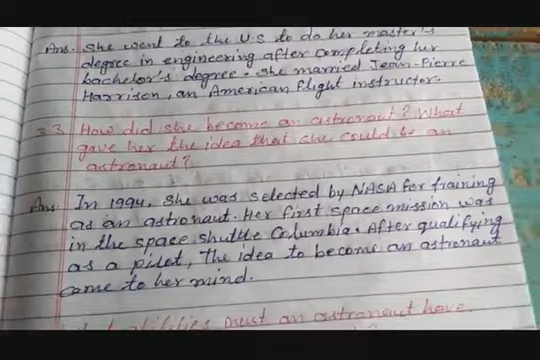 Ans. She went to the U.S to do her master's
degree in engineering after completing her
bachelor's degree. She married Jean-Pierre
Harrison, an American flight instructor.
3. How did she become an astronaut? What
gave her the idea that she could be an
astronaut?
Ans. In 1994, she was selected by NASA for training
as an astronaut. Her first space mission was
in the space shuttle Columbia. After qualifying
as a pilot, the idea to become an astronaut
came to her mind.
must an astronaut have.